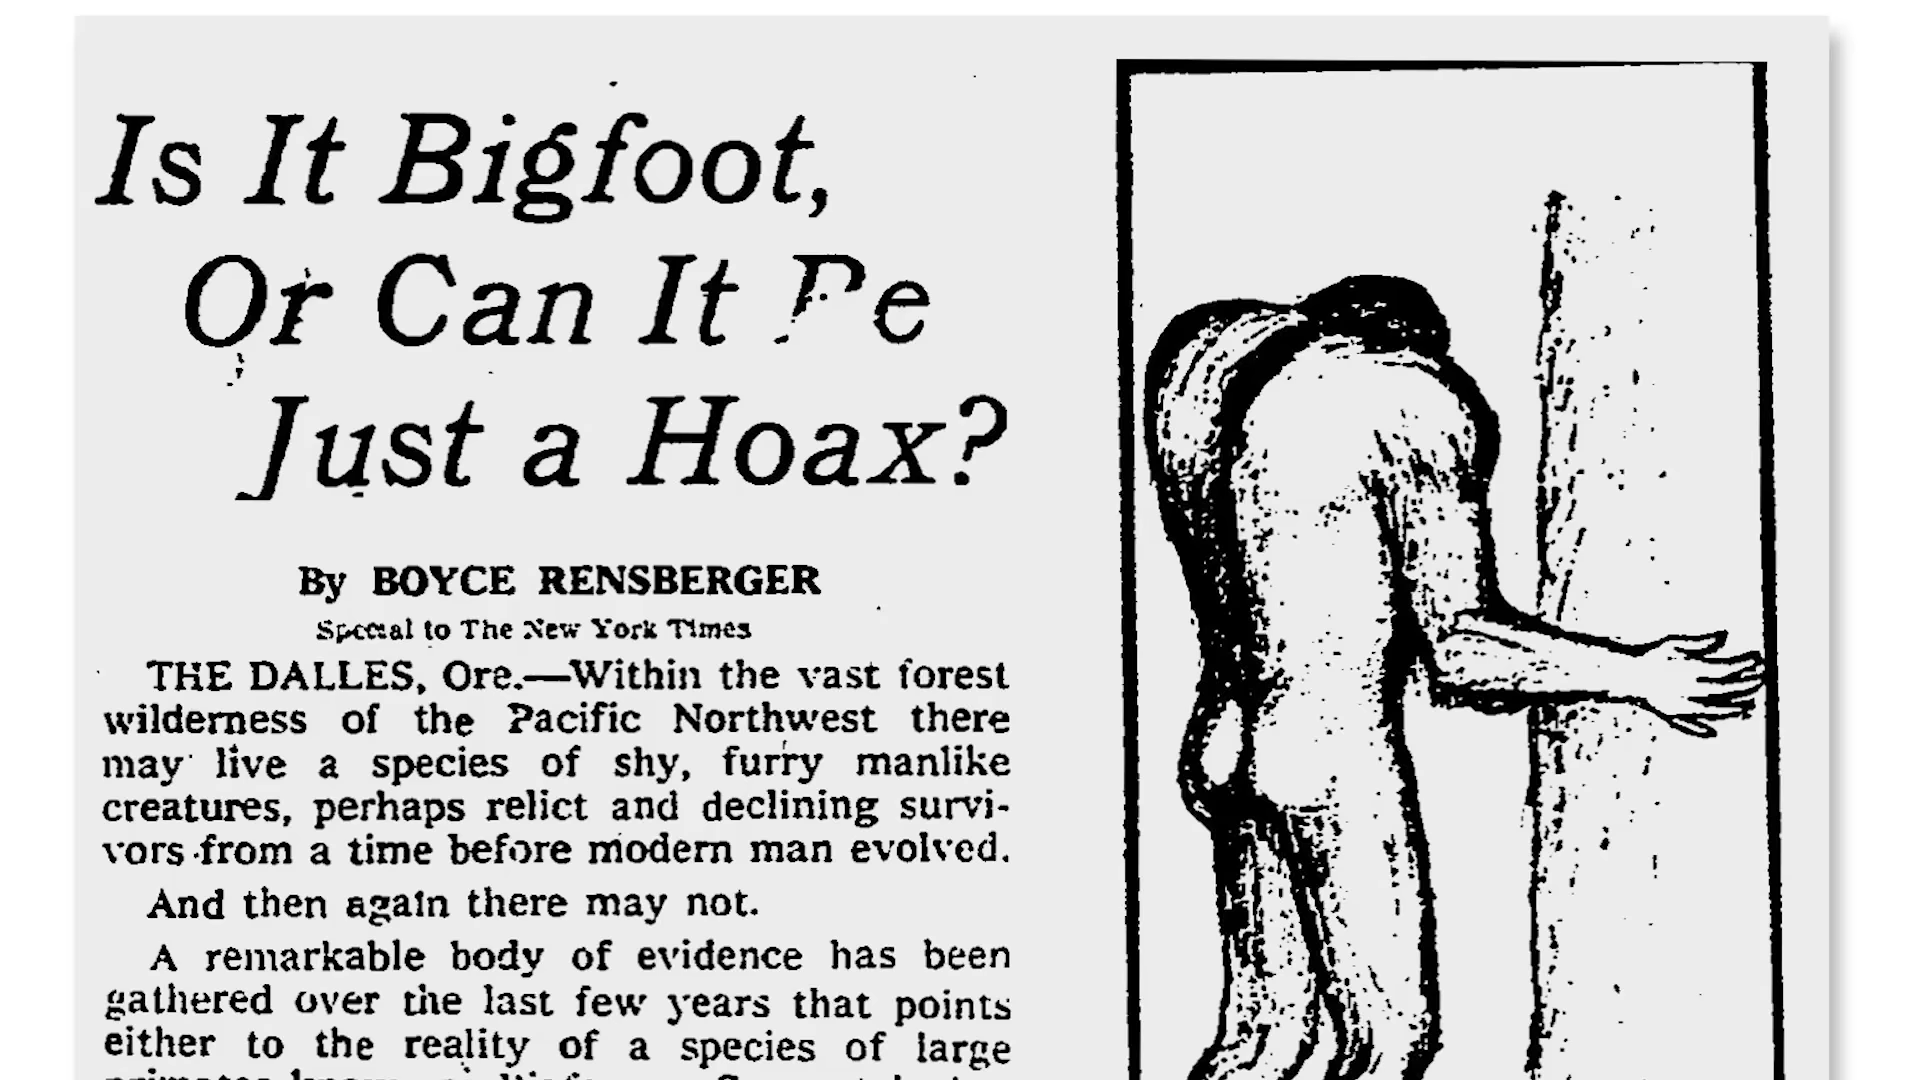 Is It Bigfoot,
Or Can It Be
Just a Hoax?
By BOYCE RENSBERGER
Special to The New York Times
THE DALLES, Ore.—Within the vast forest
wilderness of the Pacific Northwest there
may live a species of shy, furry manlike
creatures, perhaps relict and declining survi-
vors from a time before modern man evolved.
And then again there may not.
A remarkable body of evidence has been
gathered over the last few years that points
either to the reality of a species of large